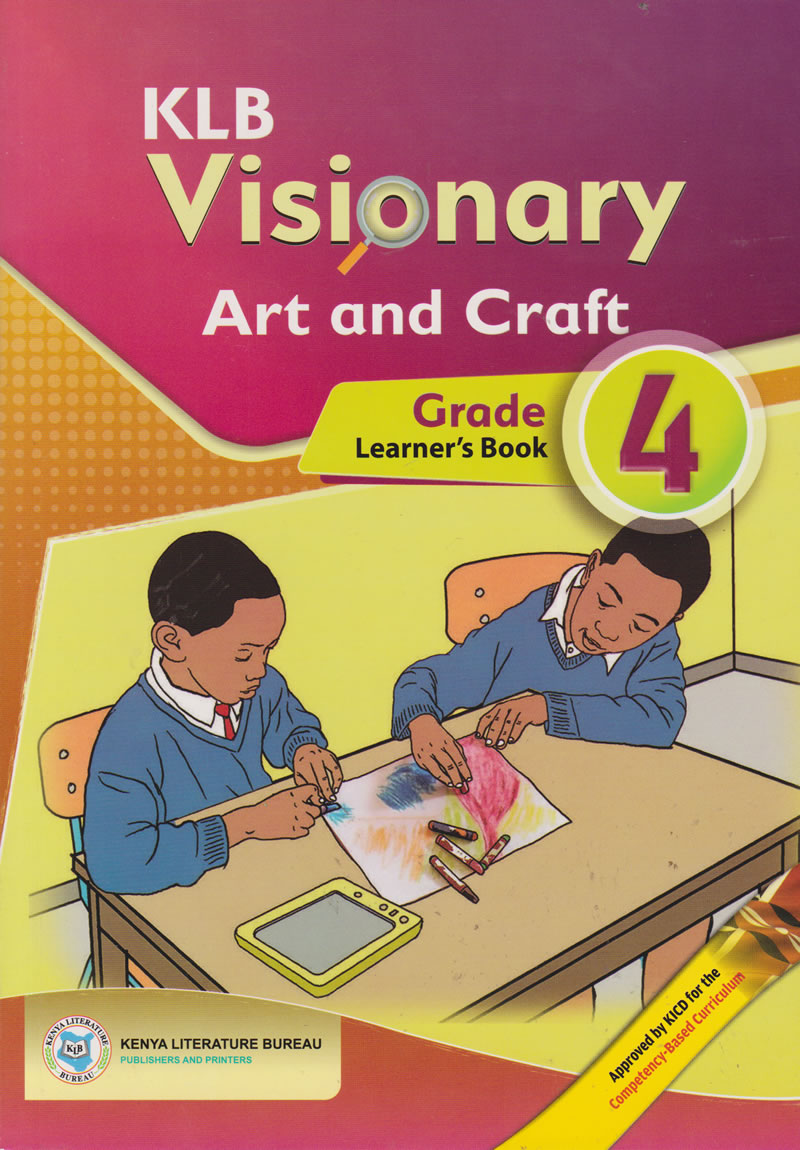 KLB
Visionary
Art and Craft
Grade
4
Learner's Book
KENYA LITERATURE
KLB
BUREAU
KENYA LITERATURE BUREAU
PUBLISHERS AND PRINTERS
Approved by KICD for the
Competency-Based Curriculum